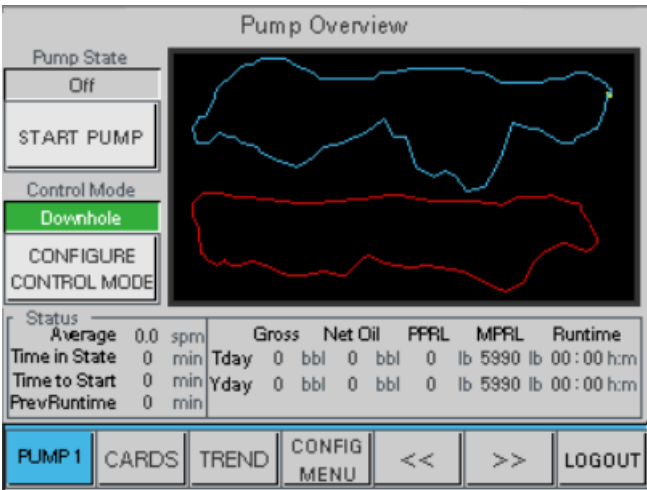 Pump Overview
Pump State
Off
START PUMP
Control Mode
Downhole
CONFIGURE
CONTROL MODE
Status
Average 0.0 spm
Time in State 0 min
Time to Start 0 min
PrevRuntime 0 min
Gross Net Oil PPRL MPRL Runtime
Tday 0 bbl 0 bbl 0 lb 5990 lb 00:00 h:m
Yday 0 bbl 0 bbl 0 lb 5990 lb 00:00 h:m
PUMP 1 CARDS TREND CONFIG MENU << >> LOGOUT